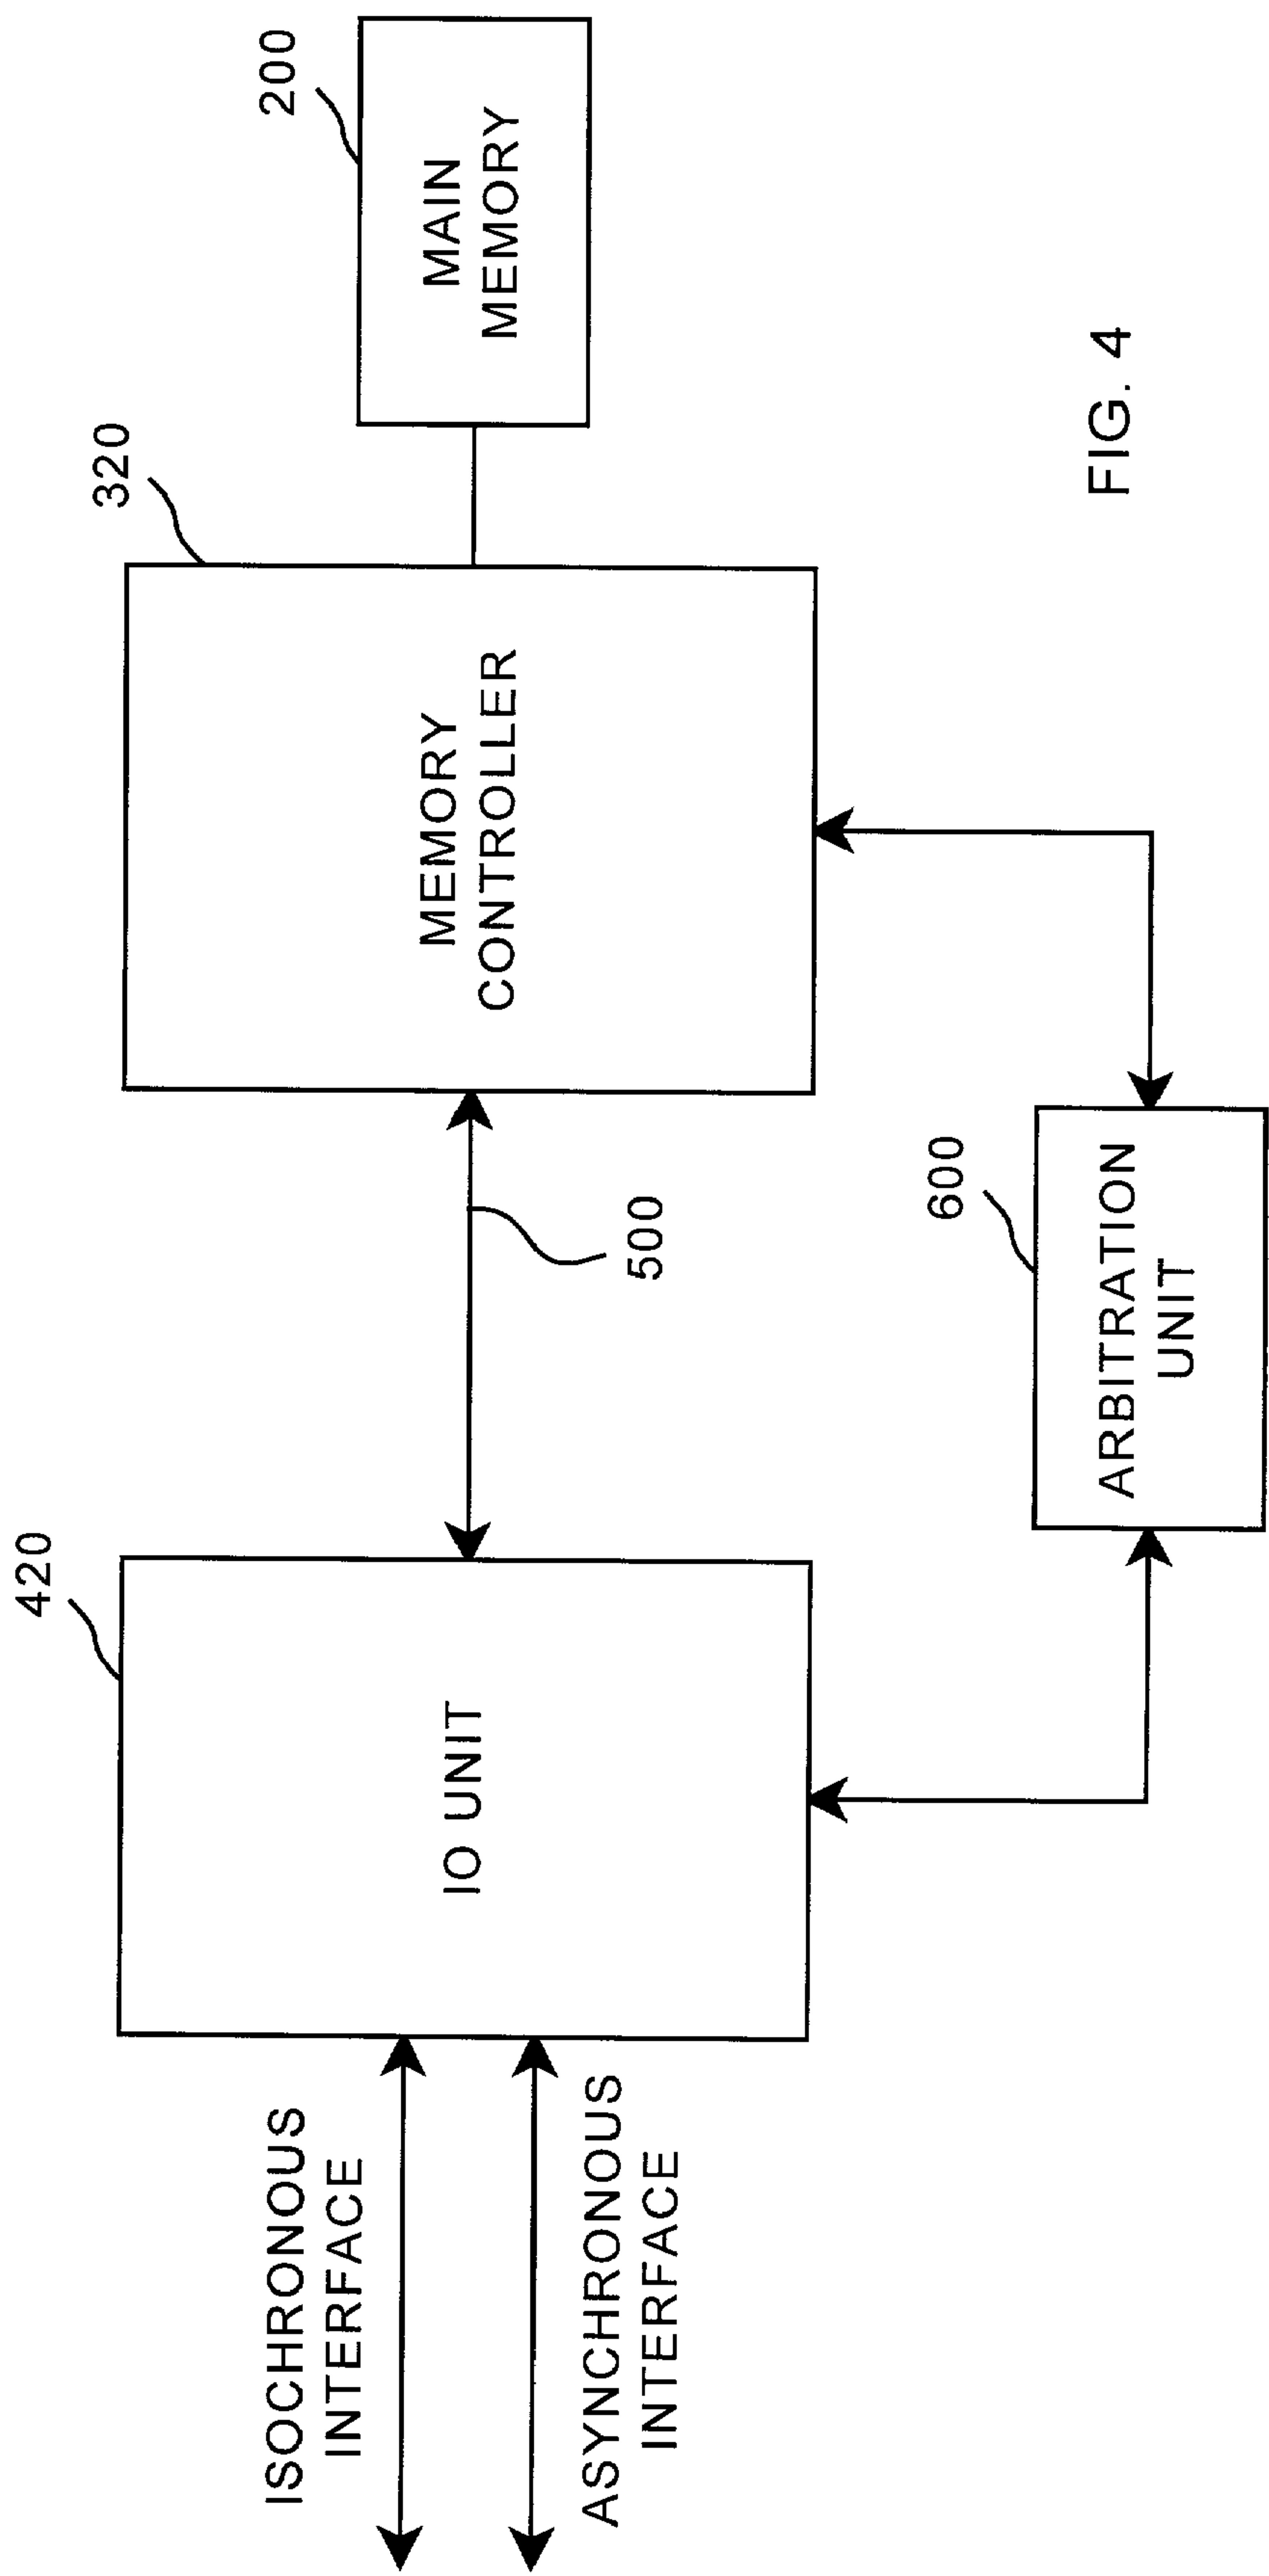 420
320
200
ISOCHRONOUS
INTERFACE
ASYNCHRONOUS
INTERFACE
IO UNIT
500
MEMORY
CONTROLLER
MAIN
MEMORY
600
ARBITRATION
UNIT
FIG. 4